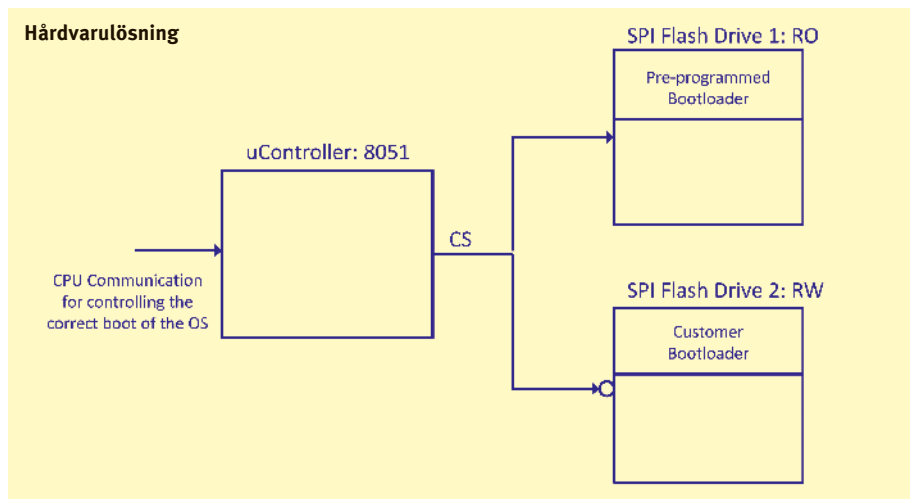 Hårdvarulösning
SPI Flash Drive 1: RO
Pre-programmed
Bootloader
uController: 8051
CS
CPU Communication
for controlling the
correct boot of the OS
SPI Flash Drive 2: RW
Customer
Bootloader